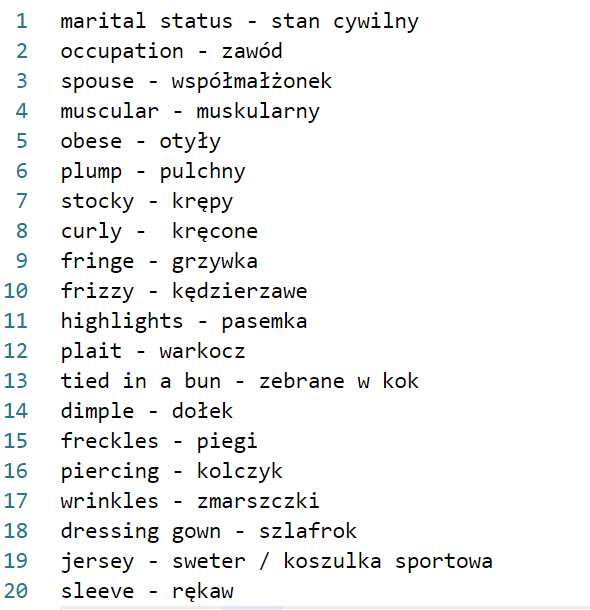 1 marital status - stan cywilny
2 occupation - zawód
3 spouse - współmałżonek
4 muscular - muskularny
5 obese - otyły
6 plump - pulchny
7 stocky - krępy
8 curly -  kręcone
9 fringe - grzywka
10 frizzy - kędzierzawe
11 highlights - pasemka
12 plait - warkocz
13 tied in a bun - zebrane w kok
14 dimple - dołek
15 freckles - piegi
16 piercing - kolczyk
17 wrinkles - zmarszczki
18 dressing gown - szlafrok
19 jersey - sweter / koszulka sportowa
20 sleeve - rękaw